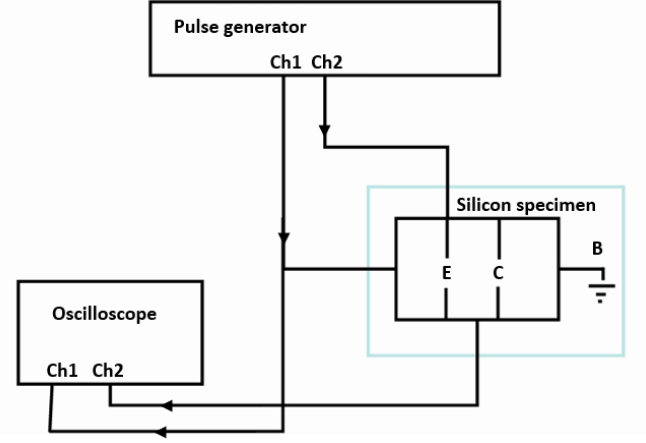 Pulse generator
Ch1 Ch2
Silicon specimen
B
E C
Oscilloscope
Ch1 Ch2